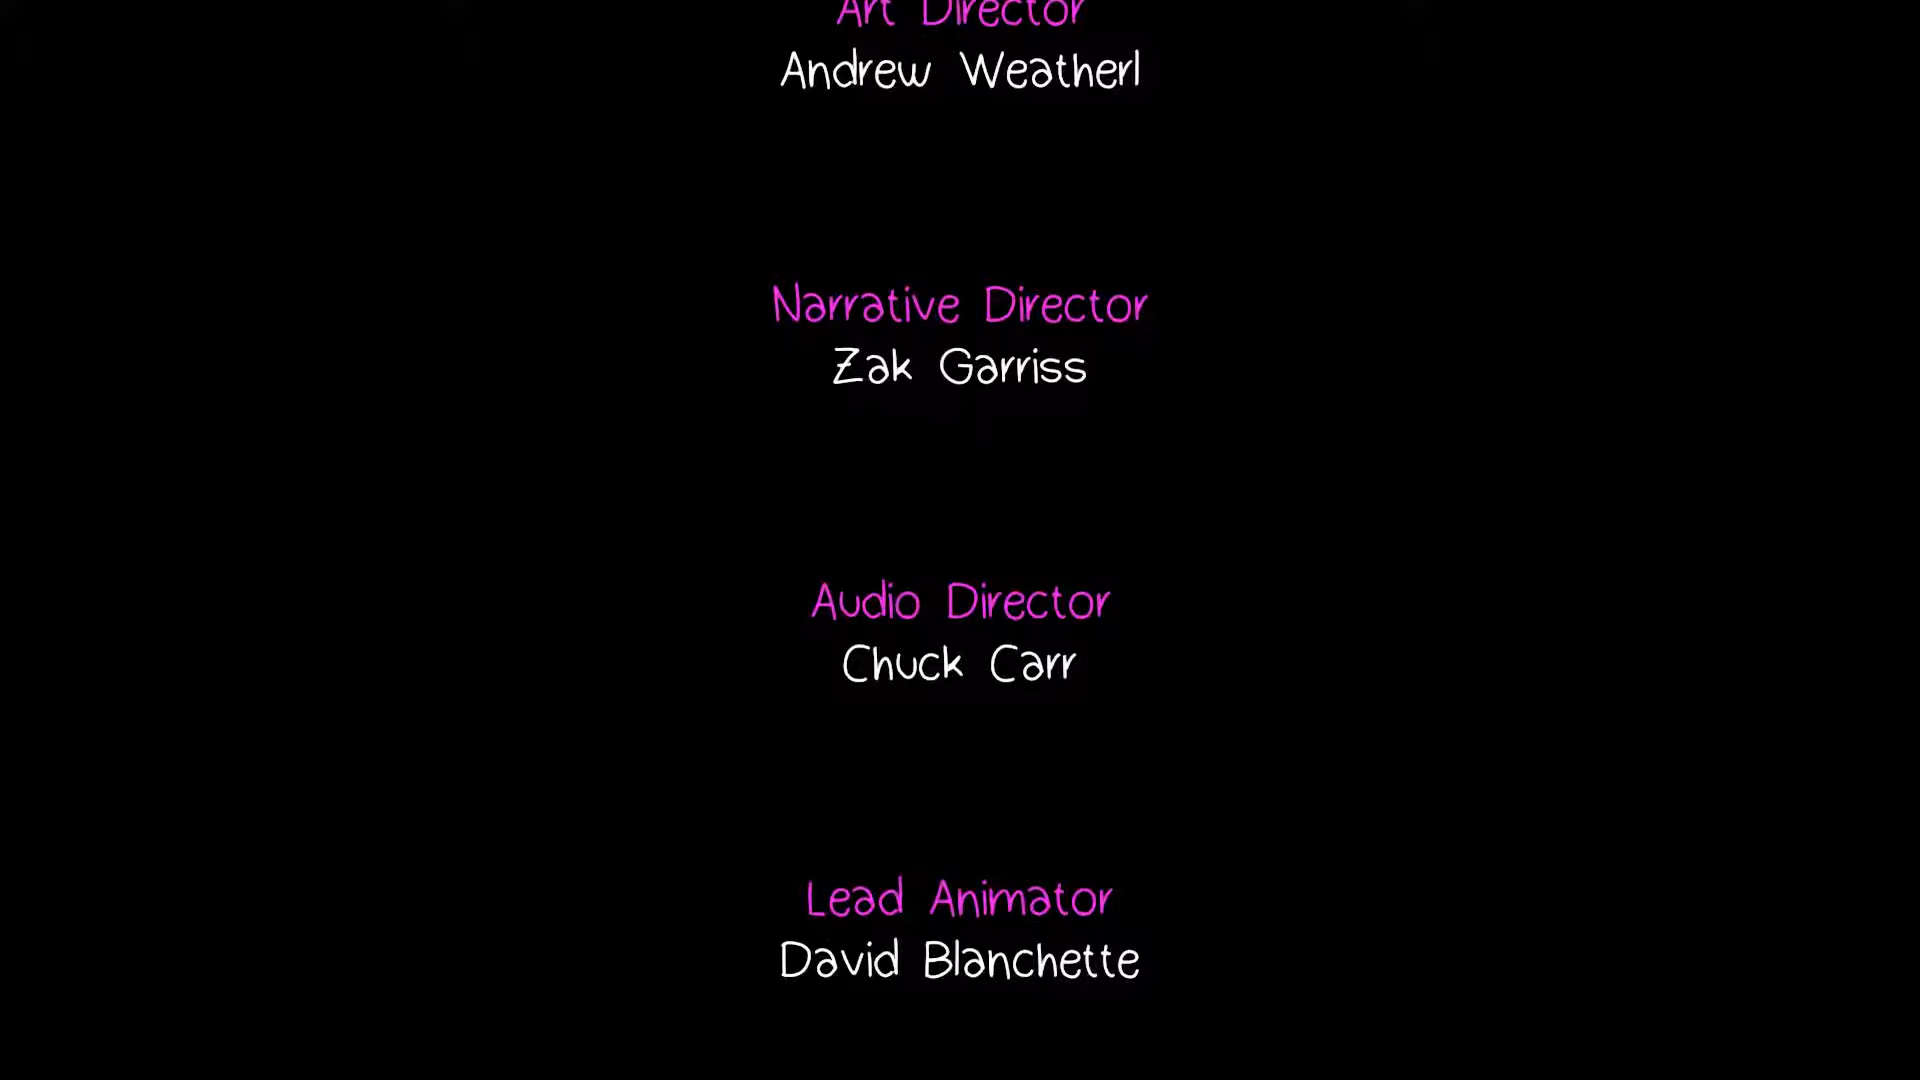 Art Director
Andrew Weatherl
Narrative Director
Zak Garriss
Audio Director
Chuck Carr
Lead Animator
David Blanchette